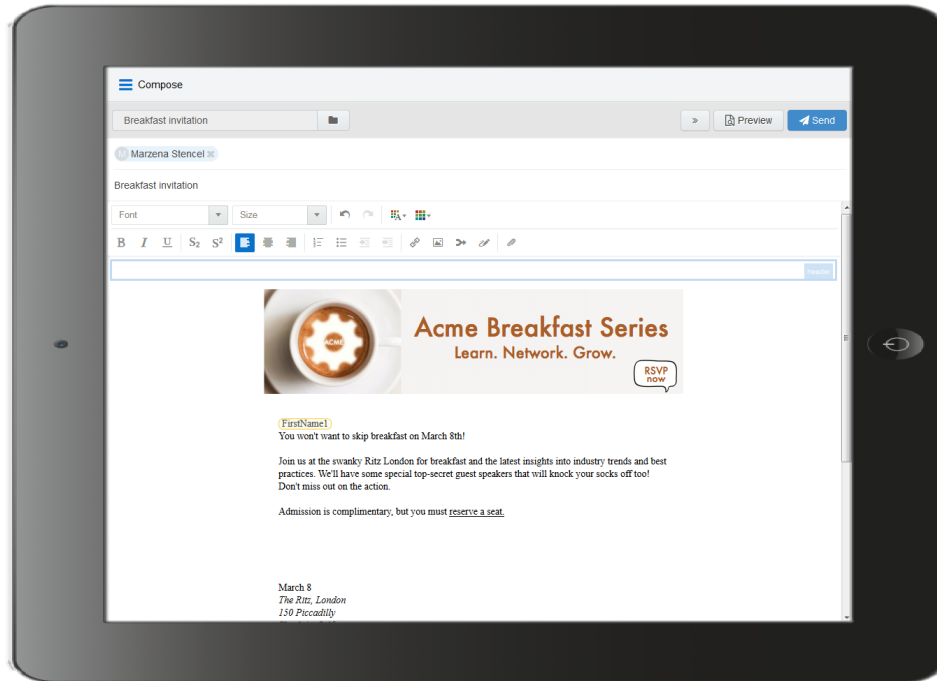 Compose
Breakfast invitation
» Preview Send
M Marzena Stencel
Breakfast invitation
Font Size A
B I U S2 S2
header
ACME
Acme Breakfast Series
Learn. Network. Grow.
RSVP
now
FirstName1
You won't want to skip breakfast on March 8th!
Join us at the swanky Ritz London for breakfast and the latest insights into industry trends and best
practices. We'll have some special top-secret guest speakers that will knock your socks off too!
Don't miss out on the action.
Admission is complimentary, but you must reserve a seat.
March 8
The Ritz, London
150 Piccadilly